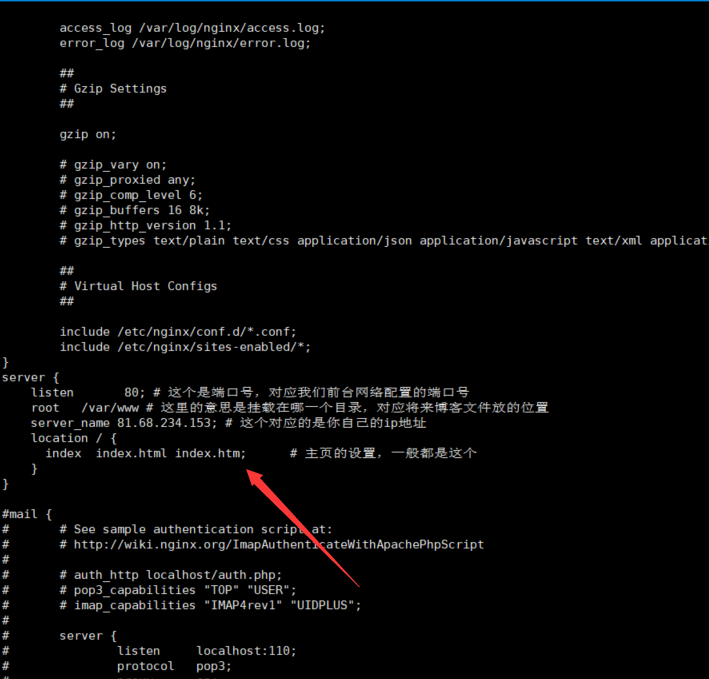 access_log /var/log/nginx/access.log;
error_log /var/log/nginx/error.log;
##
# Gzip Settings
##
gzip on;
# gzip_vary on;
# gzip_proxied any;
# gzip_comp_level 6;
# gzip_buffers 16 8k;
# gzip_http_version 1.1;
# gzip_types text/plain text/css application/json application/javascript text/xml applicat
##
# Virtual Host Configs
##
include /etc/nginx/conf.d/*.conf;
include /etc/nginx/sites-enabled/*;
}
server {
listen 80; # 这个是端口号，对应我们前台网络配置的端口号
root /var/www # 这里的意思是挂载在哪一个目录，对应将来博客文件放的位置
server_name 81.68.234.153; # 这个对应的是你自己的ip地址
location / {
index index.html index.htm; # 主页的设置，一般都是这个
}
}
#mail {
# # See sample authentication script at:
# # http://wiki.nginx.org/ImapAuthenticateWithApachePhpScript
#
# # auth_http localhost/auth.php;
# # pop3_capabilities "TOP" "USER";
# # imap_capabilities "IMAP4rev1" "UIDPLUS";
#
# server {
# listen localhost:110;
# protocol pop3;